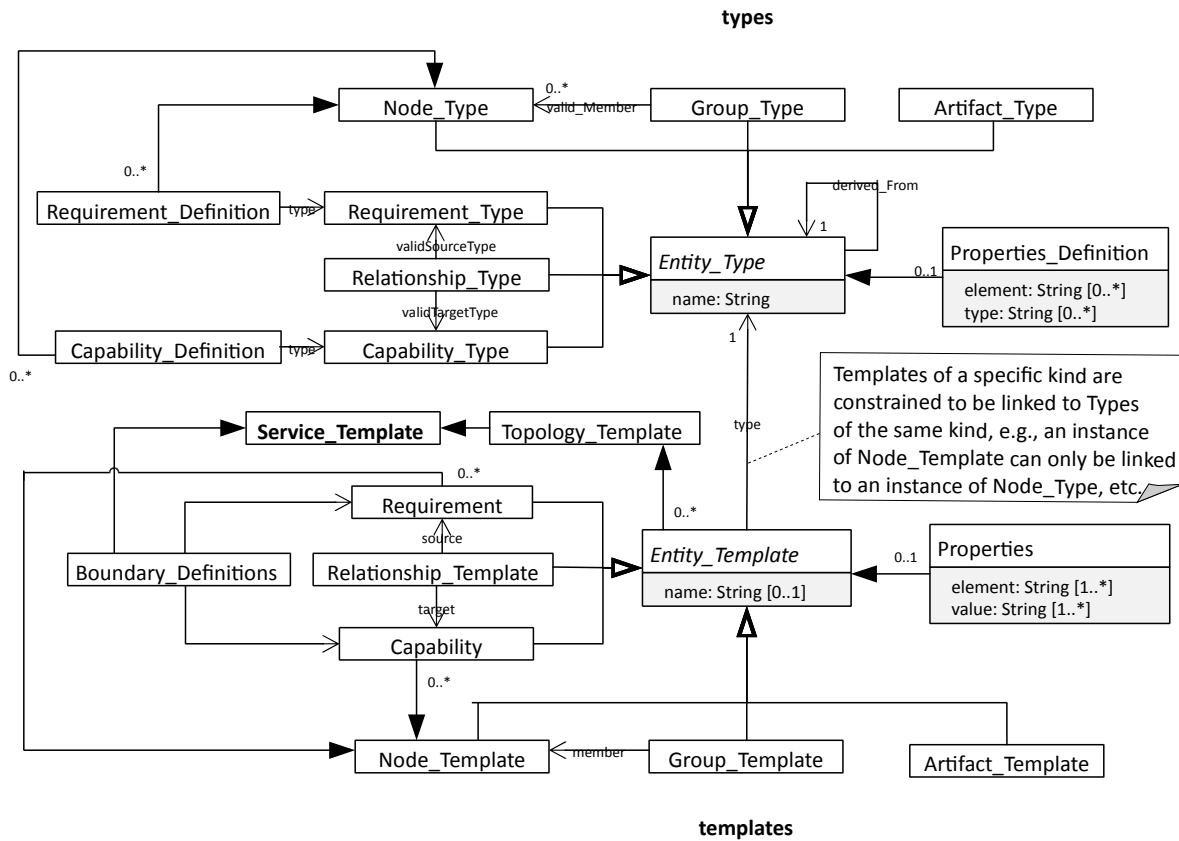 types
0..*
Node_Type
valid_Member
Group_Type
Artifact_Type
0..*
derived_From
Requirement_Definition
type
Requirement_Type
1
validSourceType
Entity_Type
name: String
Properties_Definition
element: String [0..*]
type: String [0..*]
0..1
Relationship_Type
validTargetType
1
Capability_Definition
type
Capability_Type
0..*
Templates of a specific kind are
constrained to be linked to Types
of the same kind, e.g., an instance
of Node_Template can only be linked
to an instance of Node_Type, etc.
type
Service_Template
Topology_Template
0..*
Requirement
0..*
source
Entity_Template
name: String [0..1]
0..1
Properties
element: String [1..*]
value: String [1..*]
Boundary_Definitions
Relationship_Template
target
Capability
0..*
Node_Template
member
Group_Template
Artifact_Template
templates